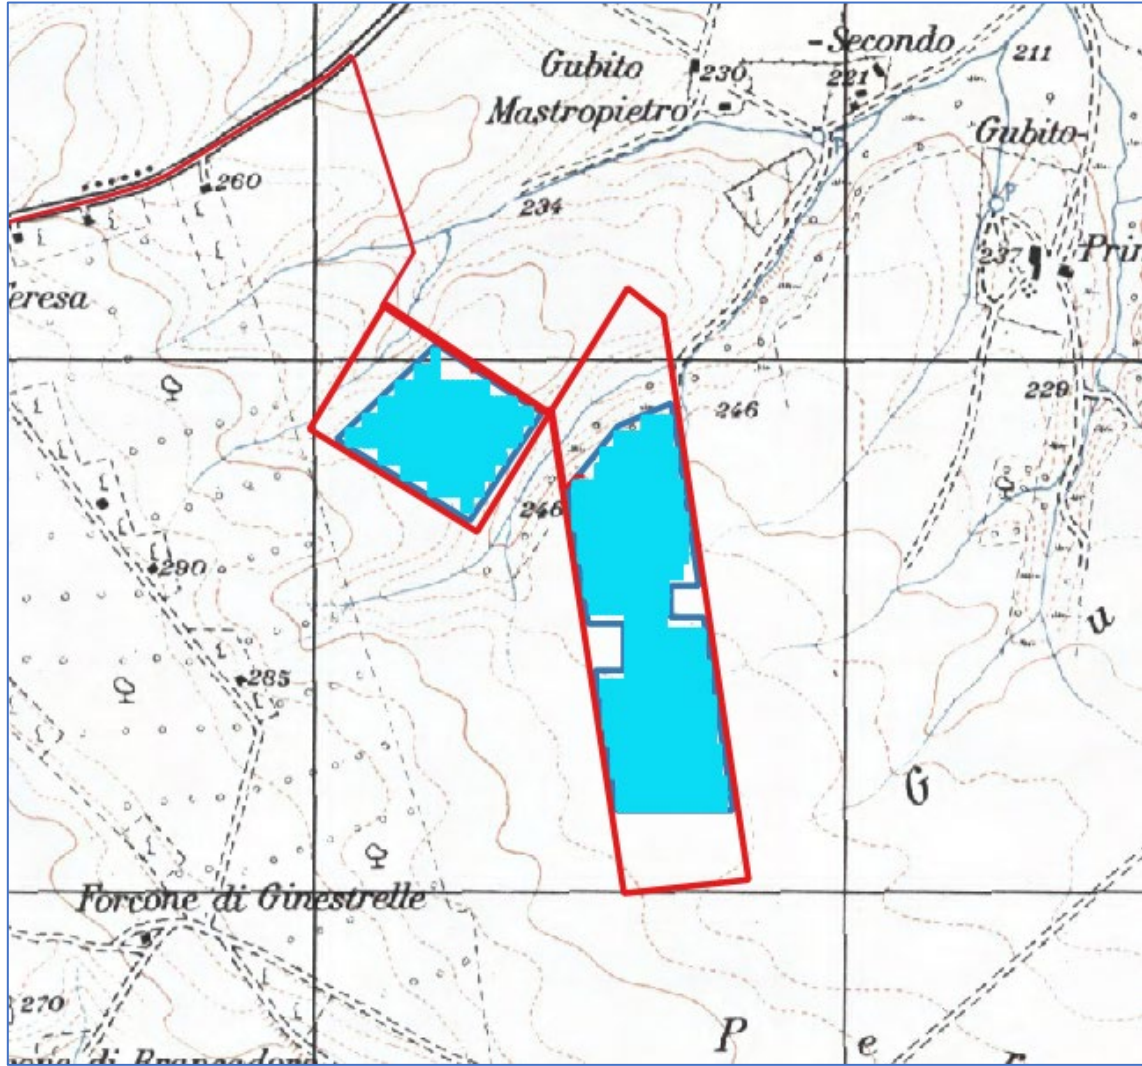 -Secondo
211
Gubito
230
221
Mastropietro
Gubito-
260
234
237
Pri
eresa
246
229
246
290
u
285
G
Forcone di Ginestrelle
270
P
e
r